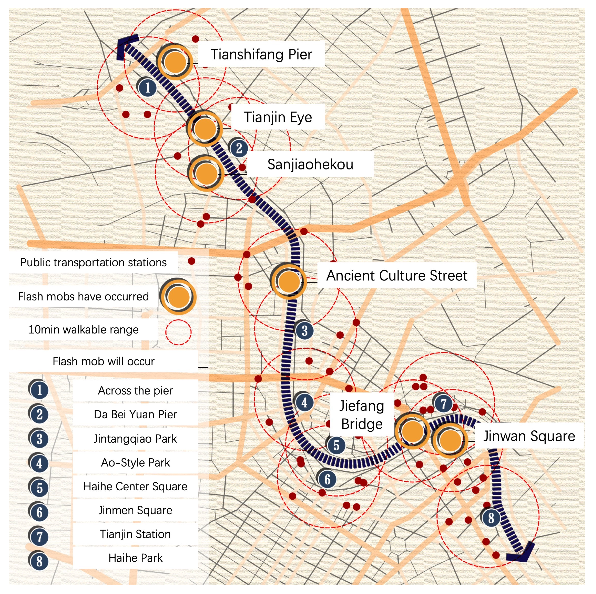 Tianshifang Pier
1
Tianjin Eye
2
Sanjiaohekou
Public transportation stations
Ancient Culture Street
Flash mobs have occurred
10min walkable range
3
Flash mob will occur
1 Across the pier
2 Da Bei Yuan Pier
3 Jintangqiao Park
4 Ao-Style Park
5 Haihe Center Square
6 Jinmen Square
7 Tianjin Station
8 Haihe Park
4
Jiefang
Bridge
7
Jinwan Square
5
6
8